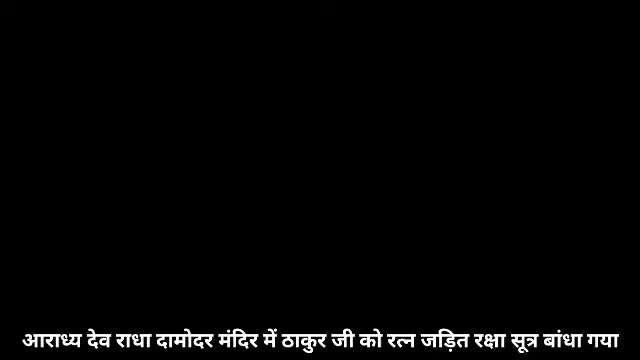 आराध्य देव राधा दामोदर मंदिर में ठाकुर जी को रत्न जड़ित रक्षा सूत्र बांधा गया